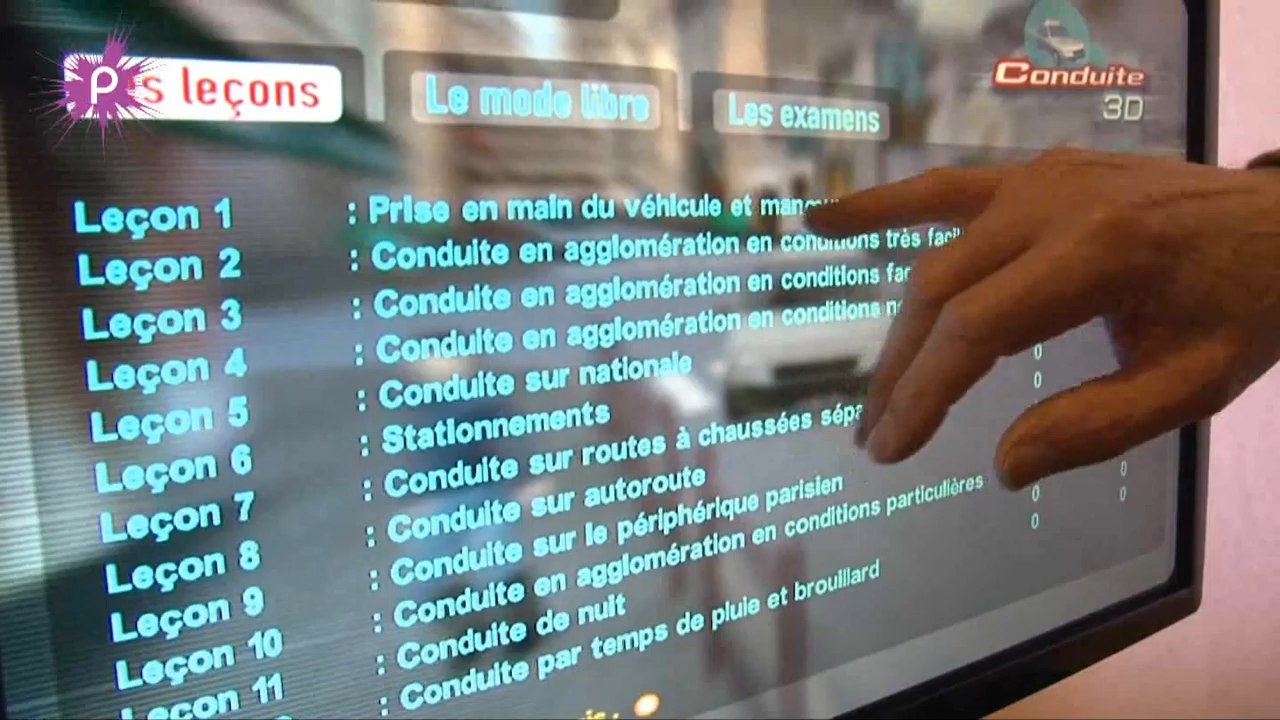 P
s leçons Le mode libre Les examens
Conduite
3D
Leçon 1 : Prise en main du véhicule et
Leçon 2 : Conduite en agglomération en conditions très
Leçon 3 : Conduite en agglomération en conditions
Leçon 4 : Conduite en agglomération en conditions
Leçon 5 : Conduite sur nationale 0
Leçon 6 : Stationnements 0
Leçon 7 : Conduite sur routes à chaussées
Leçon 8 : Conduite sur autoroute
Leçon 9 : Conduite sur le périphérique parisien 0
Leçon 10 : Conduite en agglomération en conditions particulières 0 0
Leçon 11 : Conduite de nuit 0 0
Leçon : Conduite par temps de pluie et brouillard